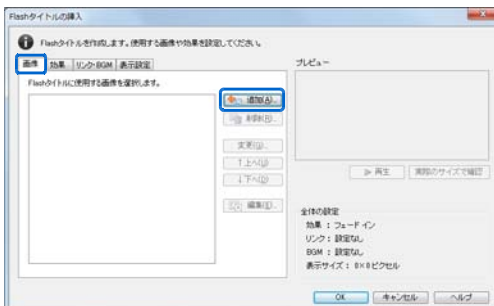 Flashタイトルの挿入
Flashタイトルを作成します。使用する画像や効果を設定してください。
画像 効果 リンク・BGM 表示設定
プレビュー
Flashタイトルに使用する画像を選択します。
追加(A)...
削除(R)...
変更(J)...
↑上へ(U)
↓下へ(D)
編集(E)...
再生 実際のサイズで確認
全体の設定
効果 : フェードイン
リンク : 設定なし
BGM : 設定なし
表示サイズ : 0×0ピクセル
OK キャンセル ヘルプ